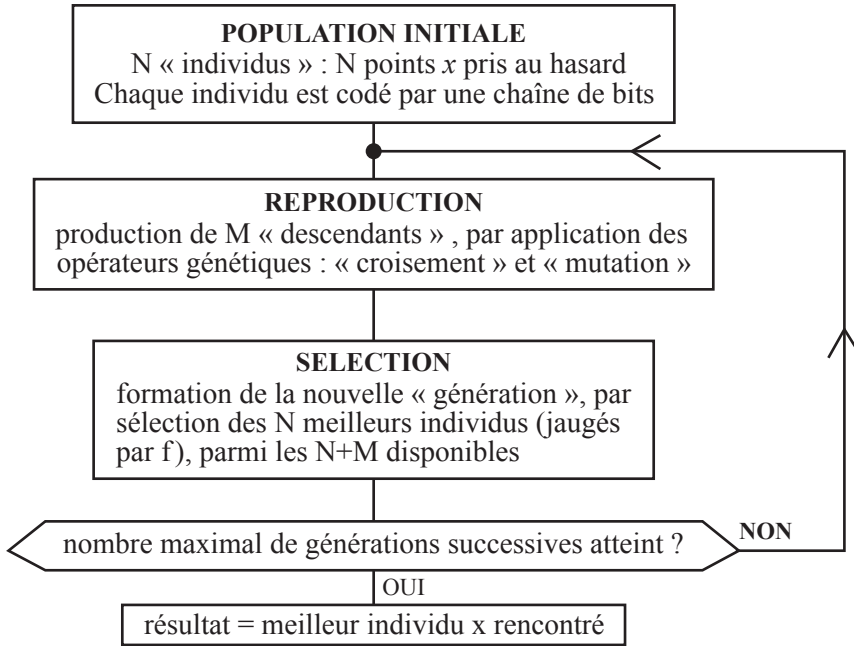 POPULATION INITIALE
N « individus » : N points x pris au hasard
Chaque individu est codé par une chaîne de bits
REPRODUCTION
production de M « descendants » , par application des
opérateurs génétiques : « croisement » et « mutation »
SELECTION
formation de la nouvelle « génération », par
sélection des N meilleurs individus (jaugés
par f ), parmi les N+M disponibles
nombre maximal de générations successives atteint ?
NON
OUI
résultat = meilleur individu x rencontré